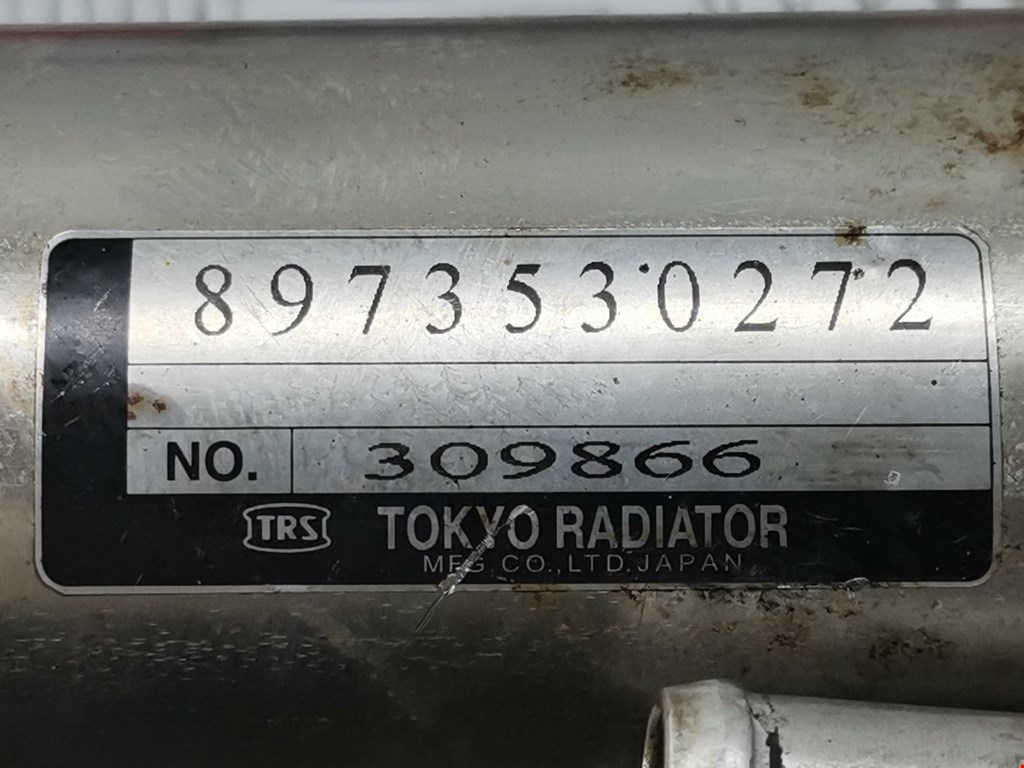 8973530272
NO. 309866
TRS TOKYO RADIATOR
MFG. CO., LTD. JAPAN